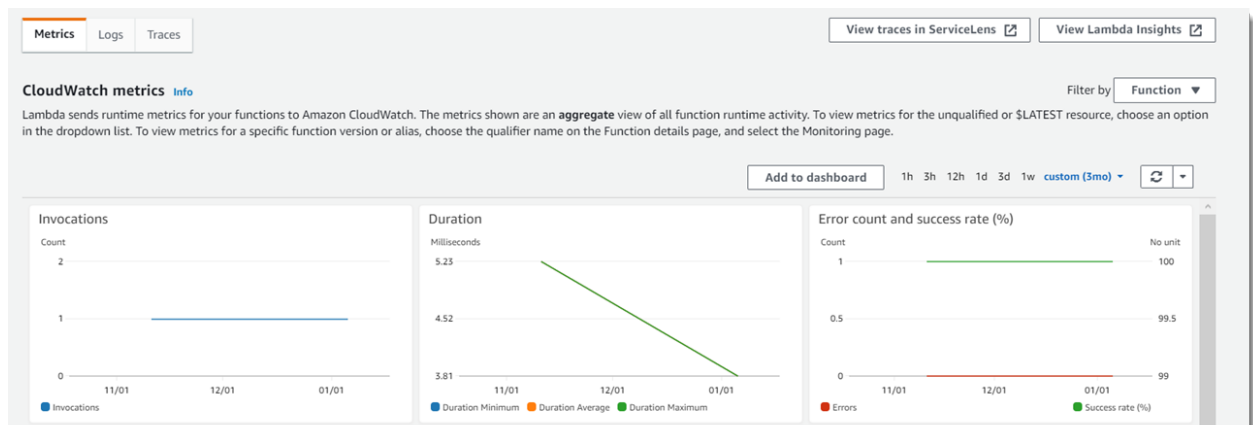 Metrics Logs Traces
View traces in ServiceLens View Lambda Insights
CloudWatch metrics Info
Filter by Function
Lambda sends runtime metrics for your functions to Amazon CloudWatch. The metrics shown are an aggregate view of all function runtime activity. To view metrics for the unqualified or $LATEST resource, choose an option
in the dropdown list. To view metrics for a specific function version or alias, choose the qualifier name on the Function details page, and select the Monitoring page.
Add to dashboard 1h 3h 12h 1d 3d 1w custom (3mo)
Invocations
Count
2
1
0
11/01 12/01 01/01
Invocations
Duration
Milliseconds
5.23
4.52
3.81
11/01 12/01 01/01
Duration Minimum Duration Average Duration Maximum
Error count and success rate (%)
Count No unit
1 100
0.5 99.5
0 99
11/01 12/01 01/01
Errors Success rate (%)